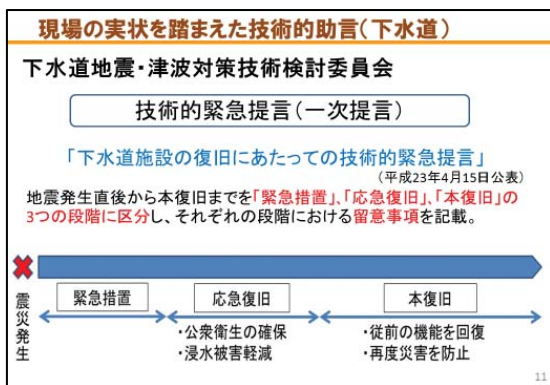 現場の実状を踏まえた技術的助言(下水道)
下水道地震・津波対策技術検討委員会
技術的緊急提言(一次提言)
「下水道施設の復旧にあたっての技術的緊急提言」
(平成23年4月15日公表)
地震発生直後から本復旧までを「緊急措置」、「応急復旧」、「本復旧」の
3つの段階に区分し、それぞれの段階における留意事項を記載。
震災発生
緊急措置
応急復旧
本復旧
・公衆衛生の確保
・浸水被害軽減
・従前の機能を回復
・再度災害を防止
11